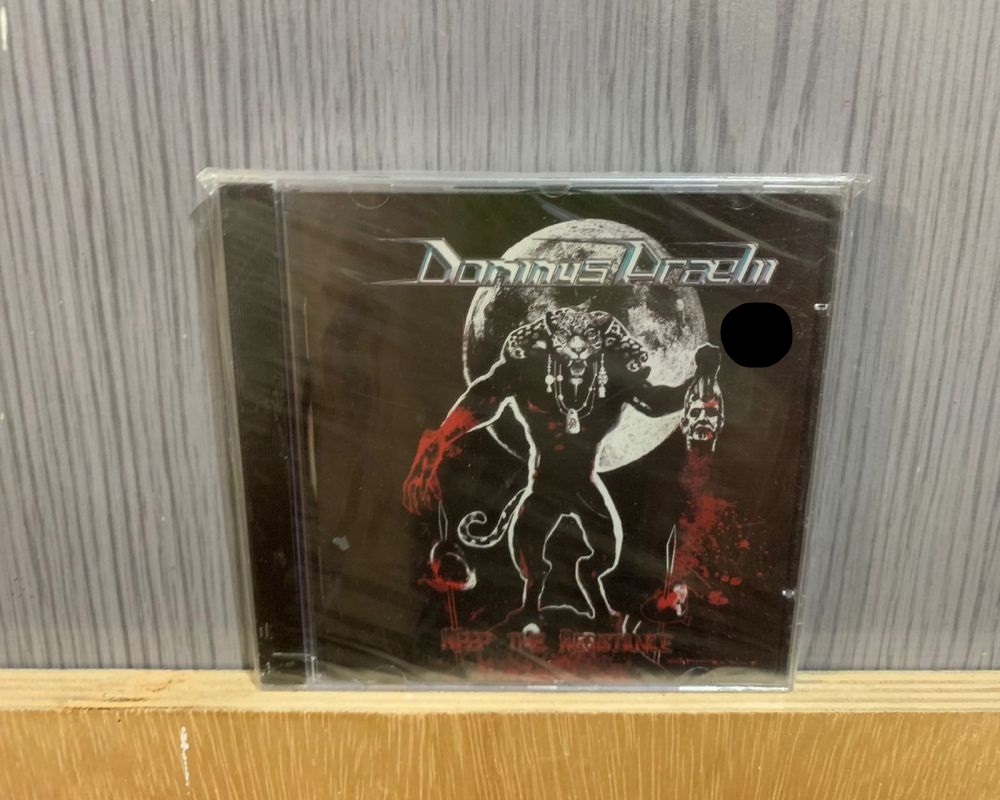 Dominus Praelii
Keep the Resistance